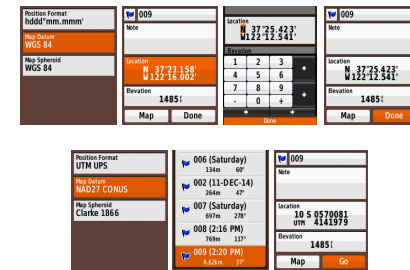 Position Format
hddd°mm.mmm'
Map Datum
WGS 84
Map Spheroid
WGS 84
009
Note
Location
N 37°23.158'
W122°16.002'
Elevation
1485f
Map Done
Location
N 37°25.423'
W122°12.541'
Elevation
1 2 3
4 5 6
7 8 9
- 0 +
Done
009
Note
Location
N 37°25.423'
W122°12.541'
Elevation
1485f
Map Done
Position Format
UTM UPS
Map Datum
NAD27 CONUS
Map Spheroid
Clarke 1866
006 (Saturday)
134m 60°
002 (11-DEC-14)
264m 47°
007 (Saturday)
697m 278°
008 (2:16 PM)
769m 117°
009 (2:20 PM)
6.62km 37°
009
Note
Location
10 S 0570081
UTM 4141979
Elevation
1485f
Map Go